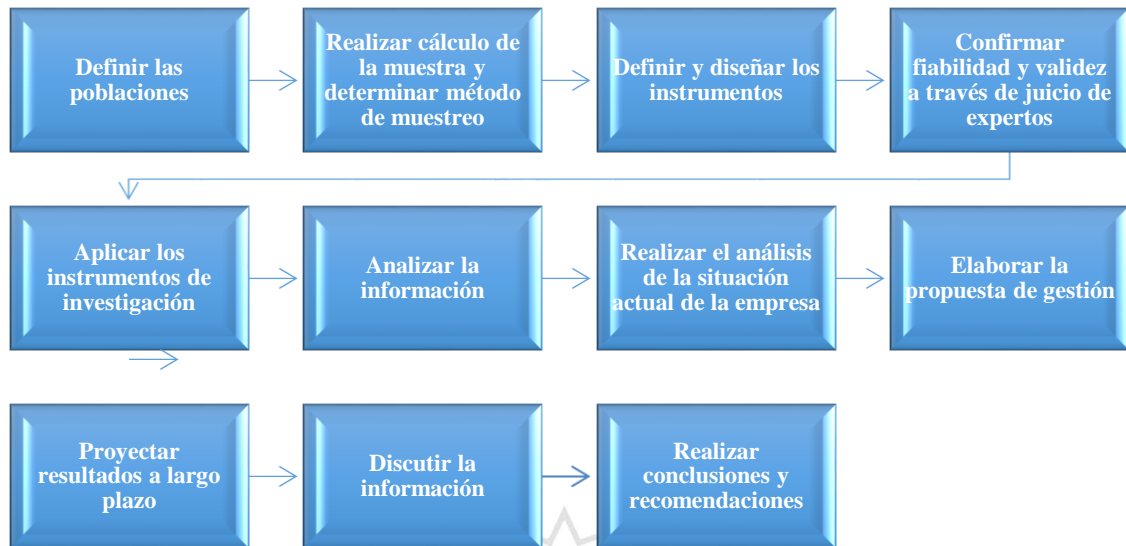 Definir las
poblaciones
Realizar cálculo de
la muestra y
determinar método
de muestreo
Definir y diseñar los
instrumentos
Confirmar
fiabilidad y validez
a través de juicio de
expertos
Aplicar los
instrumentos de
investigación
Analizar la
información
Realizar el análisis
de la situación
actual de la empresa
Elaborar la
propuesta de gestión
Proyectar
resultados a largo
plazo
Discutir la
información
Realizar
conclusiones y
recomendaciones